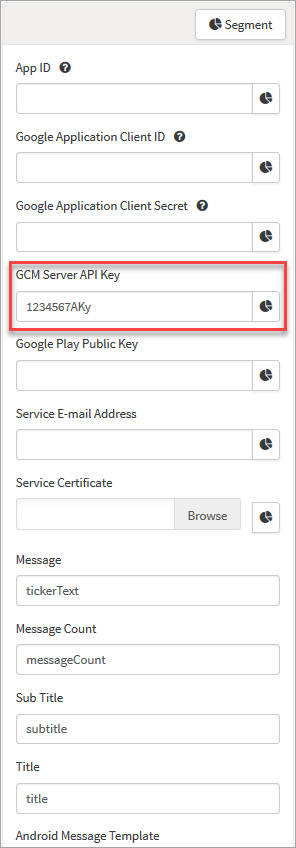 Segment
App ID
Google Application Client ID
Google Application Client Secret
GCM Server API Key
1234567AKy
Google Play Public Key
Service E-mail Address
Service Certificate
Browse
Message
tickerText
Message Count
messageCount
Sub Title
subtitle
Title
title
Android Message Template